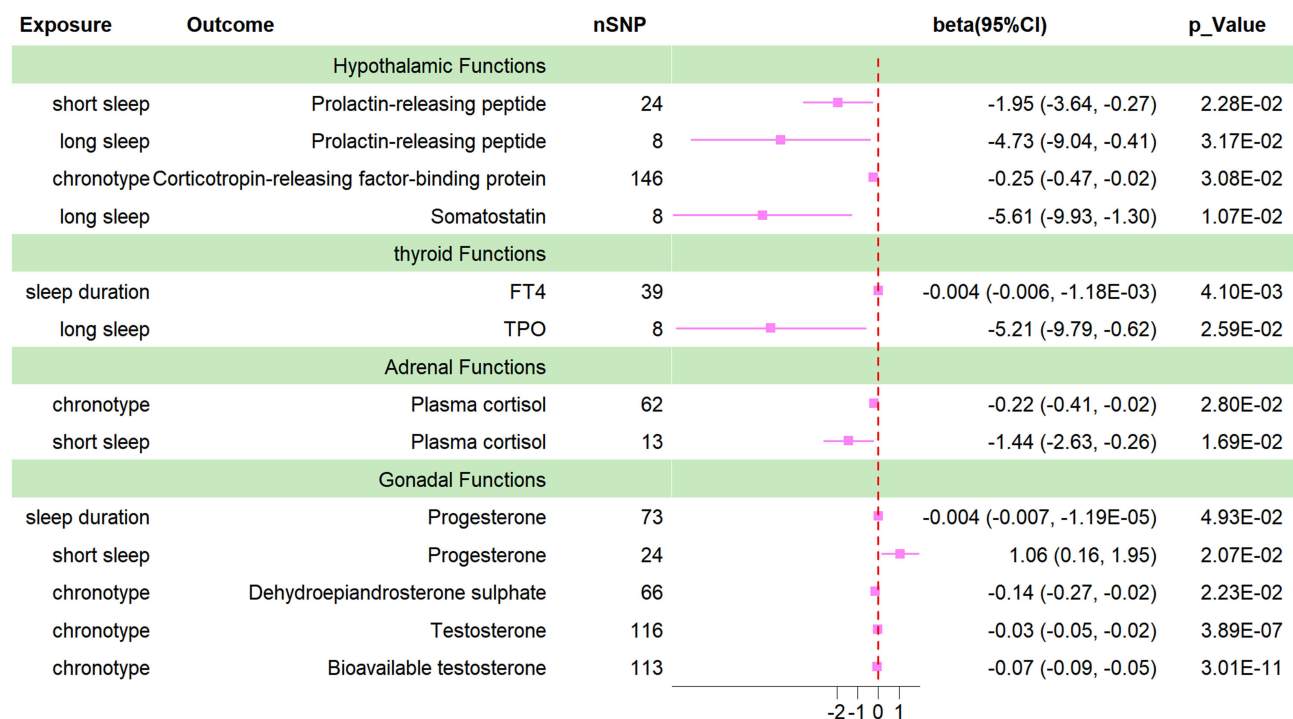 Exposure Outcome nSNP beta(95%CI) p_Value
Hypothalamic Functions
short sleep Prolactin-releasing peptide 24 -1.95 (-3.64, -0.27) 2.28E-02
long sleep Prolactin-releasing peptide 8 -4.73 (-9.04, -0.41) 3.17E-02
chronotype Corticotropin-releasing factor-binding protein 146 -0.25 (-0.47, -0.02) 3.08E-02
long sleep Somatostatin 8 -5.61 (-9.93, -1.30) 1.07E-02
thyroid Functions
sleep duration FT4 39 -0.004 (-0.006, -1.18E-03) 4.10E-03
long sleep TPO 8 -5.21 (-9.79, -0.62) 2.59E-02
Adrenal Functions
chronotype Plasma cortisol 62 -0.22 (-0.41, -0.02) 2.80E-02
short sleep Plasma cortisol 13 -1.44 (-2.63, -0.26) 1.69E-02
Gonadal Functions
sleep duration Progesterone 73 -0.004 (-0.007, -1.19E-05) 4.93E-02
short sleep Progesterone 24 1.06 (0.16, 1.95) 2.07E-02
chronotype Dehydroepiandrosterone sulphate 66 -0.14 (-0.27, -0.02) 2.23E-02
chronotype Testosterone 116 -0.03 (-0.05, -0.02) 3.89E-07
chronotype Bioavailable testosterone 113 -0.07 (-0.09, -0.05) 3.01E-11
-2 -1 0 1